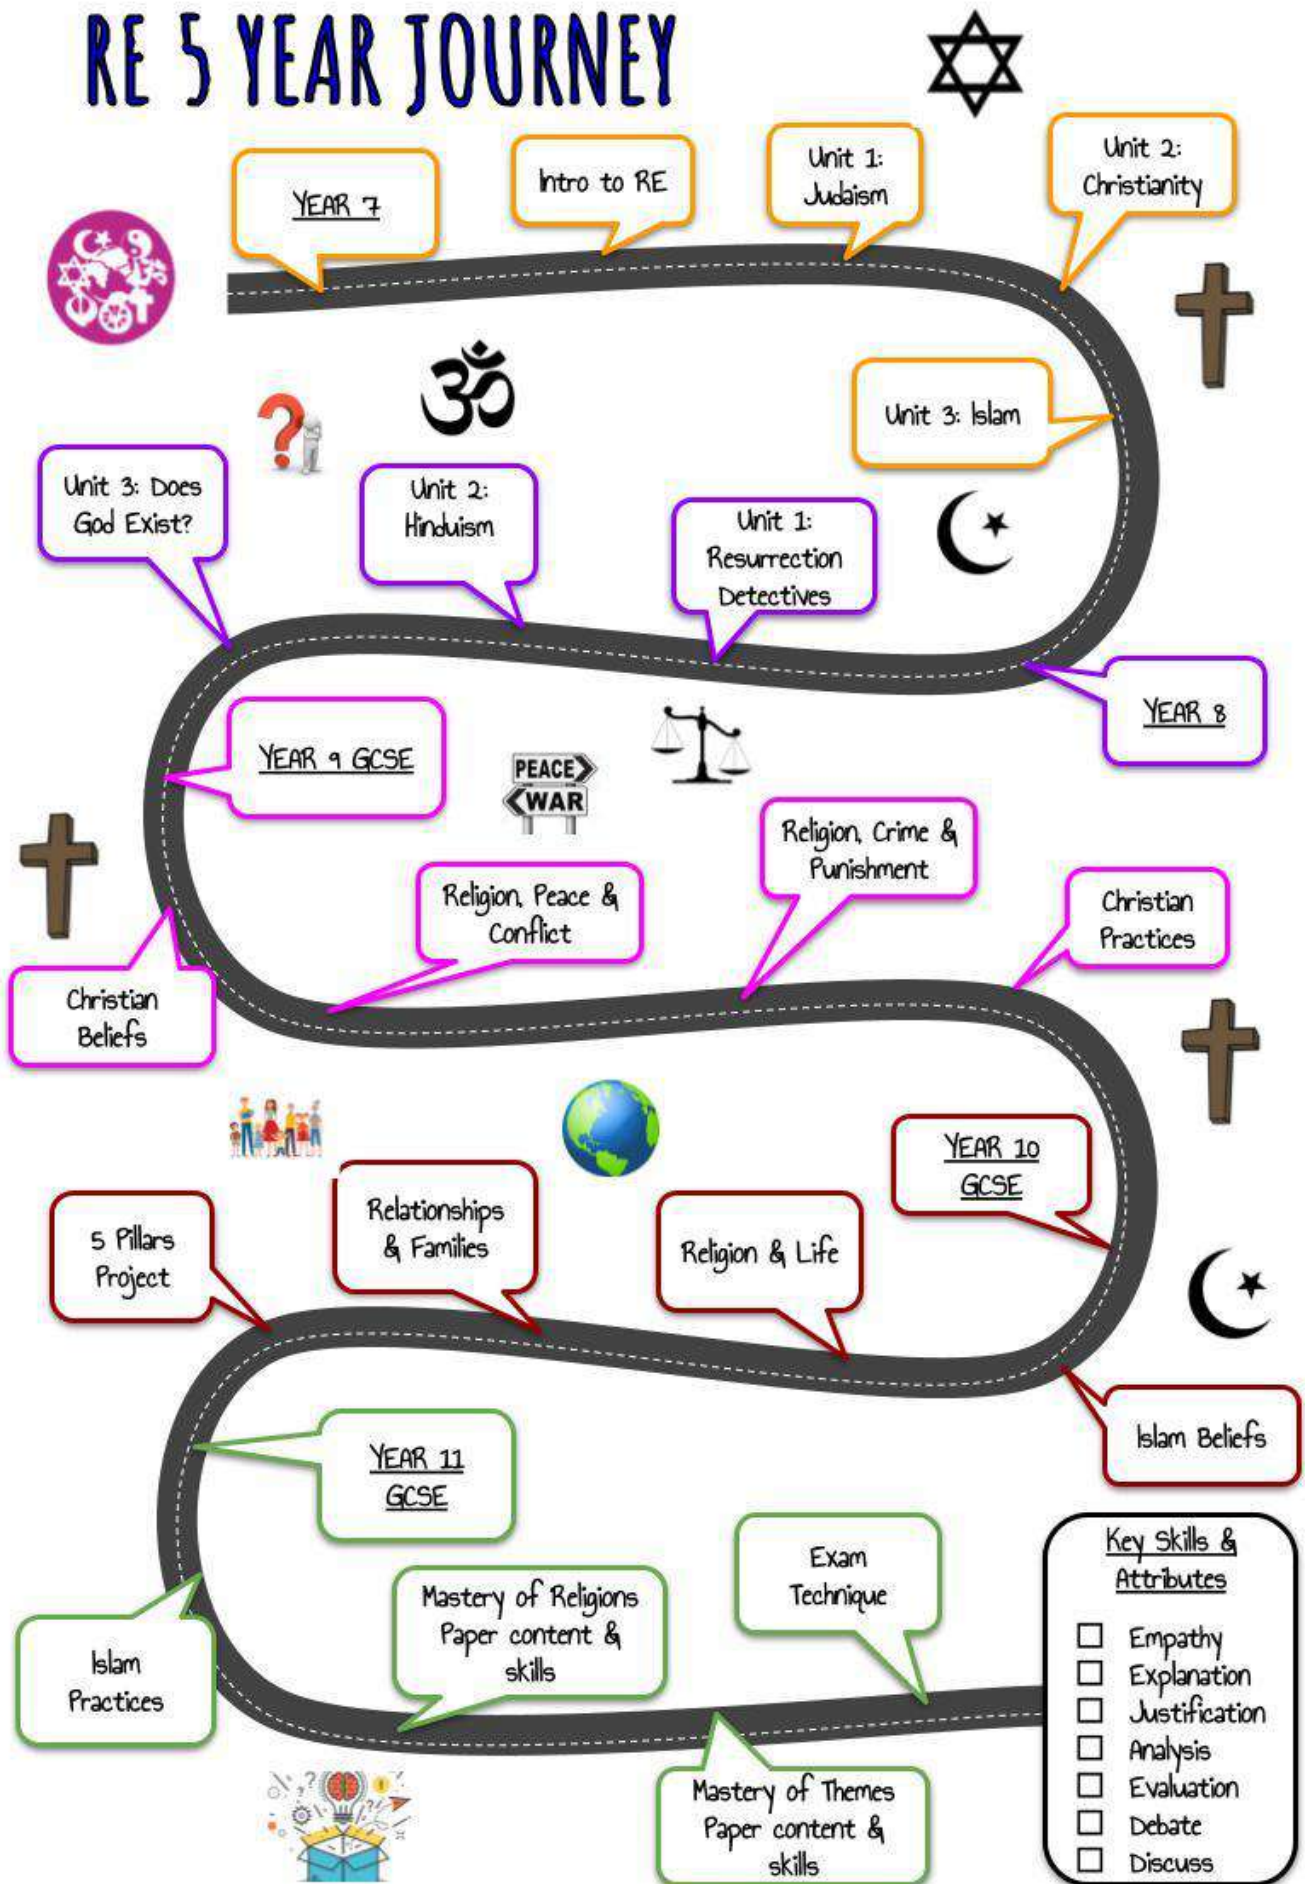 RE 5 YEAR JOURNEY
YEAR 7
Intro to RE
Unit 1:
Judaism
Unit 2:
Christianity
Unit 3: Islam
YEAR 8
Unit 1:
Resurrection
Detectives
Unit 2:
Hinduism
Unit 3: Does
God Exist?
YEAR 9 GCSE
PEACE
WAR
Christian
Beliefs
Religion, Peace &
Conflict
Religion, Crime &
Punishment
Christian
Practices
YEAR 10
GCSE
Islam Beliefs
Religion & Life
Relationships
& Families
5 Pillars
Project
YEAR 11
GCSE
Islam
Practices
Mastery of Religions
Paper content &
skills
Mastery of Themes
Paper content &
skills
Exam
Technique
Key Skills &
Attributes
Empathy
Explanation
Justification
Analysis
Evaluation
Debate
Discuss